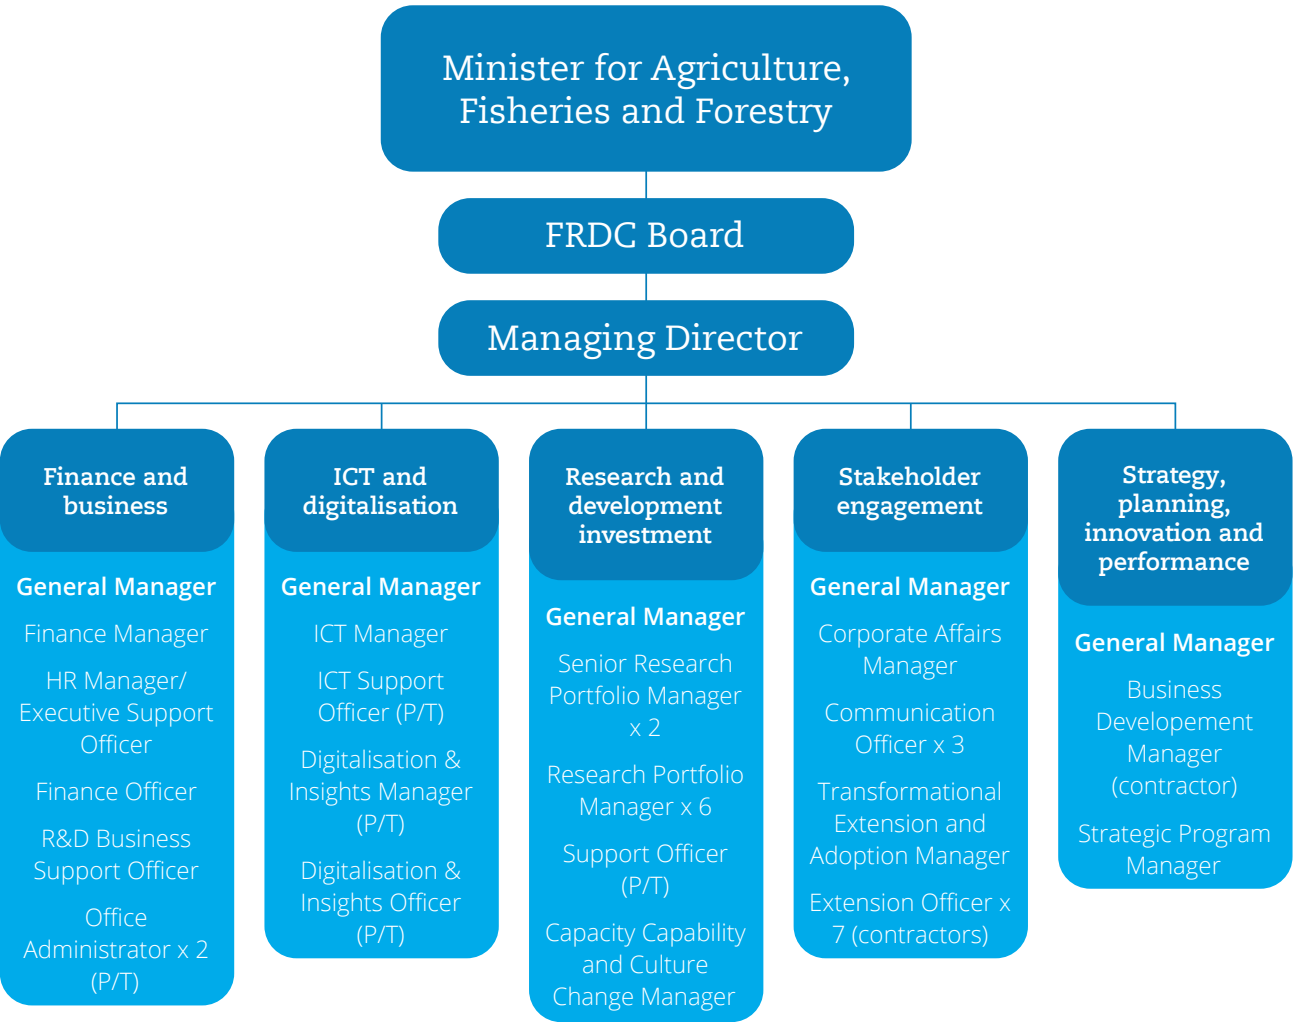 Minister for Agriculture,
Fisheries and Forestry
FRDC Board
Managing Director
Finance and
business
General Manager
Finance Manager
HR Manager/
Executive Support
Officer
Finance Officer
R&D Business
Support Officer
Office
Administrator x 2
(P/T)
ICT and
digitalisation
General Manager
ICT Manager
ICT Support
Officer (P/T)
Digitalisation &
Insights Manager
(P/T)
Digitalisation &
Insights Officer
(P/T)
Research and
development
investment
General Manager
Senior Research
Portfolio Manager
x 2
Research Portfolio
Manager x 6
Support Officer
(P/T)
Capacity Capability
and Culture
Change Manager
Stakeholder
engagement
General Manager
Corporate Affairs
Manager
Communication
Officer x 3
Transformational
Extension and
Adoption Manager
Extension Officer x
7 (contractors)
Strategy,
planning,
innovation and
performance
General Manager
Business
Developement
Manager
(contractor)
Strategic Program
Manager